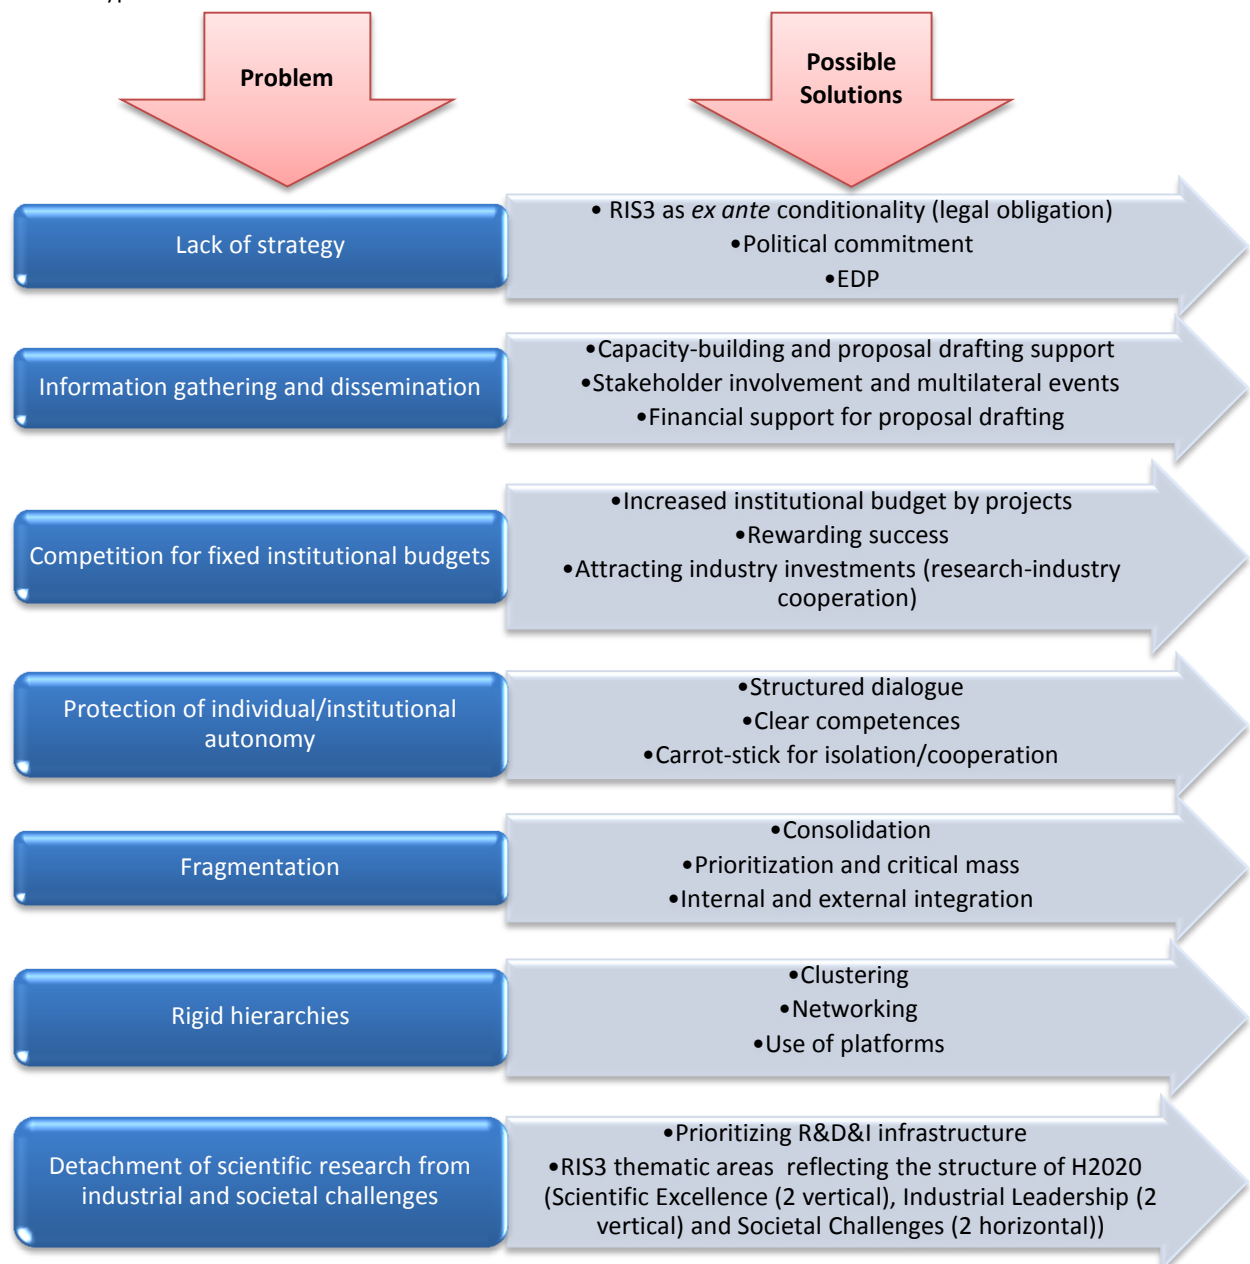 Problem
Possible
Solutions
Lack of strategy
• RIS3 as ex ante conditionality (legal obligation)
•Political commitment
•EDP
Information gathering and dissemination
•Capacity-building and proposal drafting support
•Stakeholder involvement and multilateral events
•Financial support for proposal drafting
Competition for fixed institutional budgets
•Increased institutional budget by projects
•Rewarding success
•Attracting industry investments (research-industry
cooperation)
Protection of individual/institutional
autonomy
•Structured dialogue
•Clear competences
•Carrot-stick for isolation/cooperation
Fragmentation
•Consolidation
•Prioritization and critical mass
•Internal and external integration
Rigid hierarchies
•Clustering
•Networking
•Use of platforms
Detachment of scientific research from
industrial and societal challenges
•Prioritizing R&D&I infrastructure
•RIS3 thematic areas  reflecting the structure of H2020
(Scientific Excellence (2 vertical), Industrial Leadership (2
vertical) and Societal Challenges (2 horizontal))